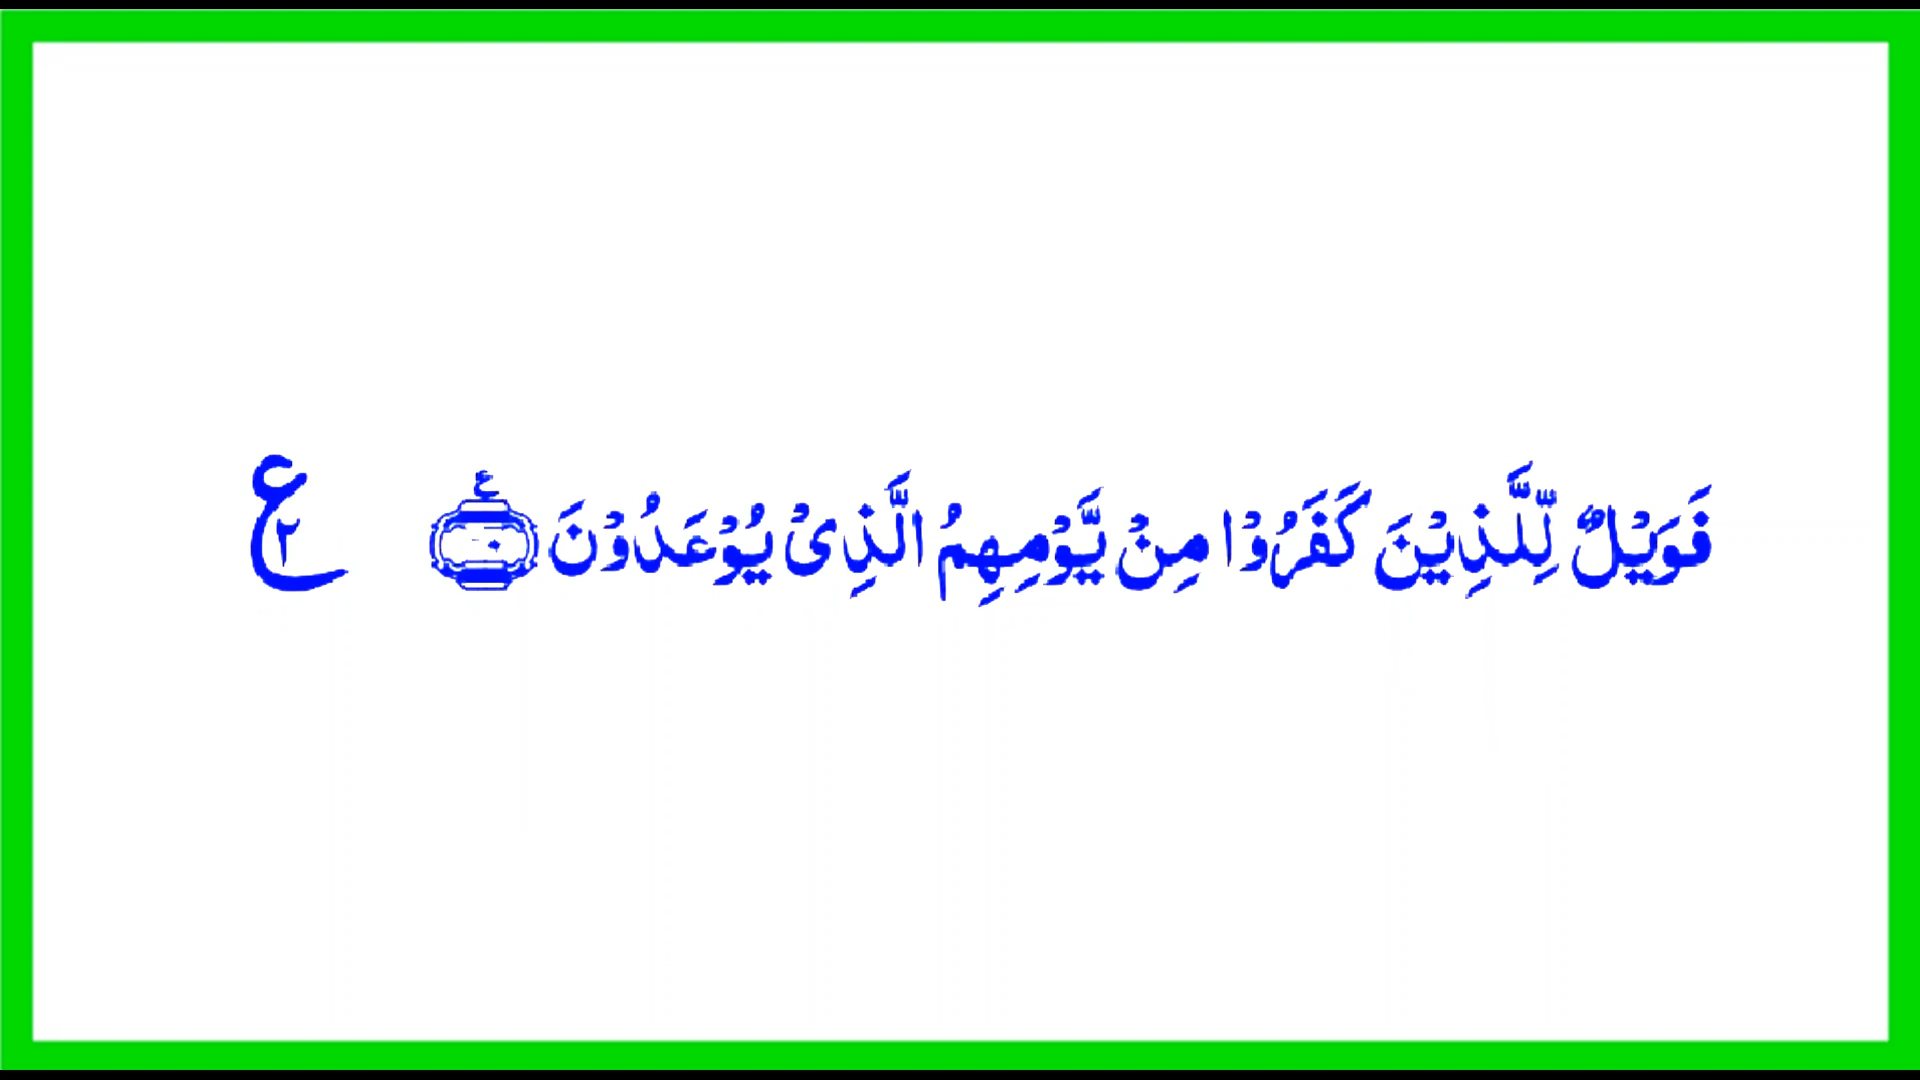 فَوَيْلٌ لِّلَّذِيْنَ كَفَرُوْا مِنْ يَّوْمِهِمُ الَّذِىْ يُوْعَدُوْنَ ع ع ٢